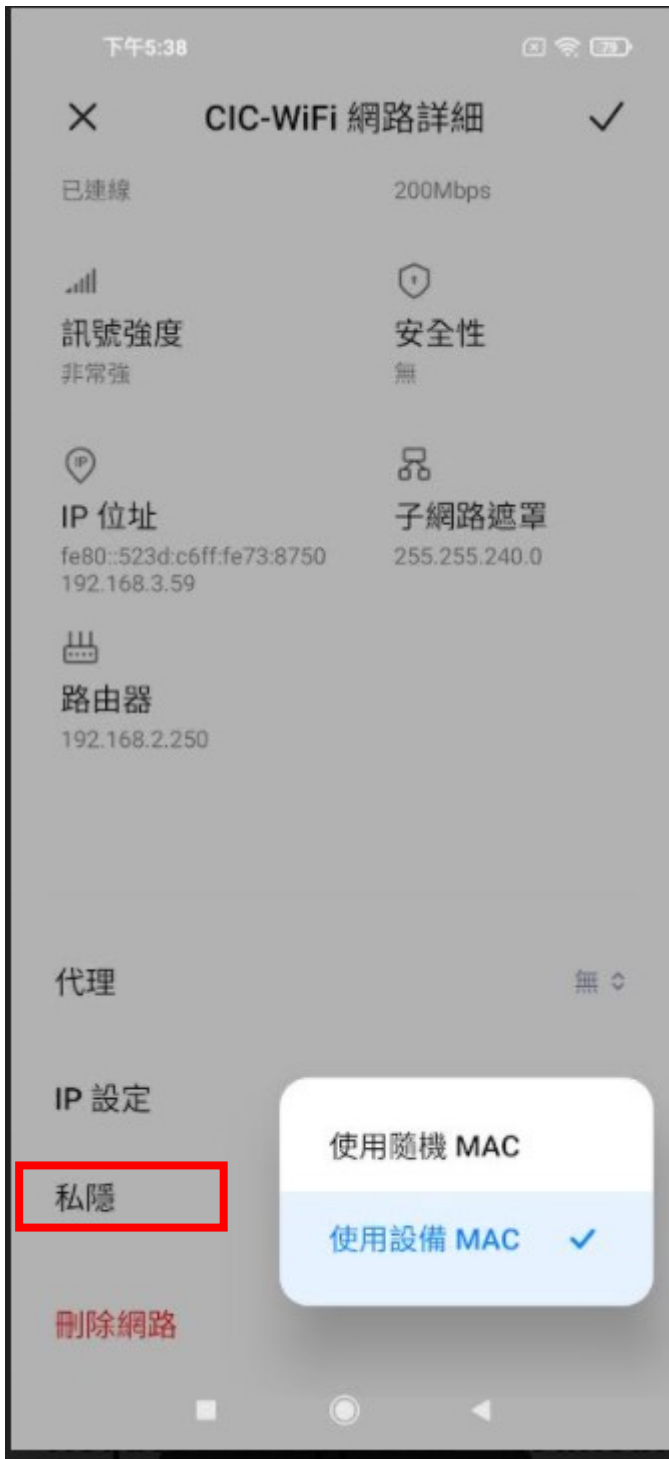 下午5:38
79
CIC-WiFi 網路詳細
已連線
200Mbps
訊號強度
非常強
安全性
無
IP
IP 位址
fe80::523d:c6ff:fe73:8750
192.168.3.59
子網路遮罩
255.255.240.0
路由器
192.168.2.250
代理
無
IP 設定
使用隨機 MAC
私隱
使用設備 MAC
刪除網路